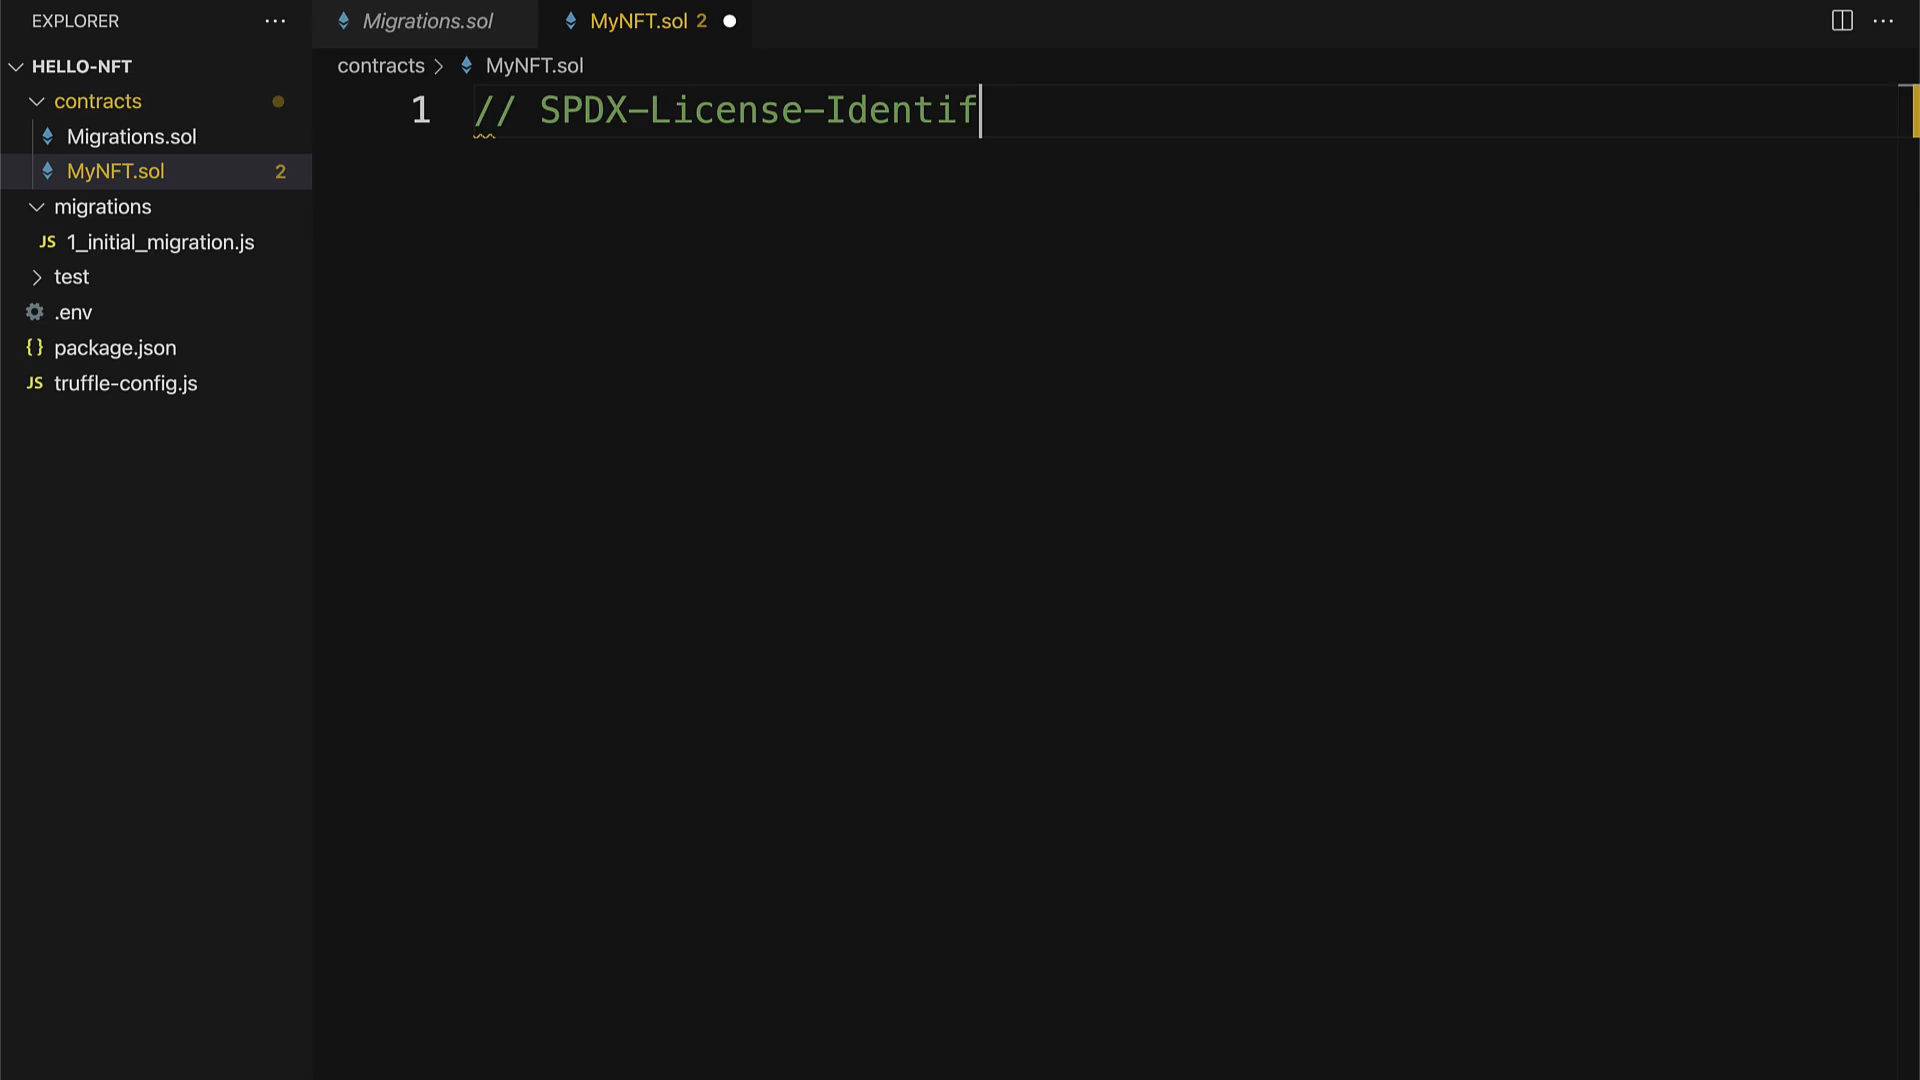 EXPLORER ...
HELLO-NFT
contracts
Migrations.sol
MyNFT.sol 2
migrations
JS 1_initial_migration.js
test
.env
{} package.json
JS truffle-config.js
Migrations.sol
MyNFT.sol 2
...
contracts > MyNFT.sol
1 // SPDX-License-Identif